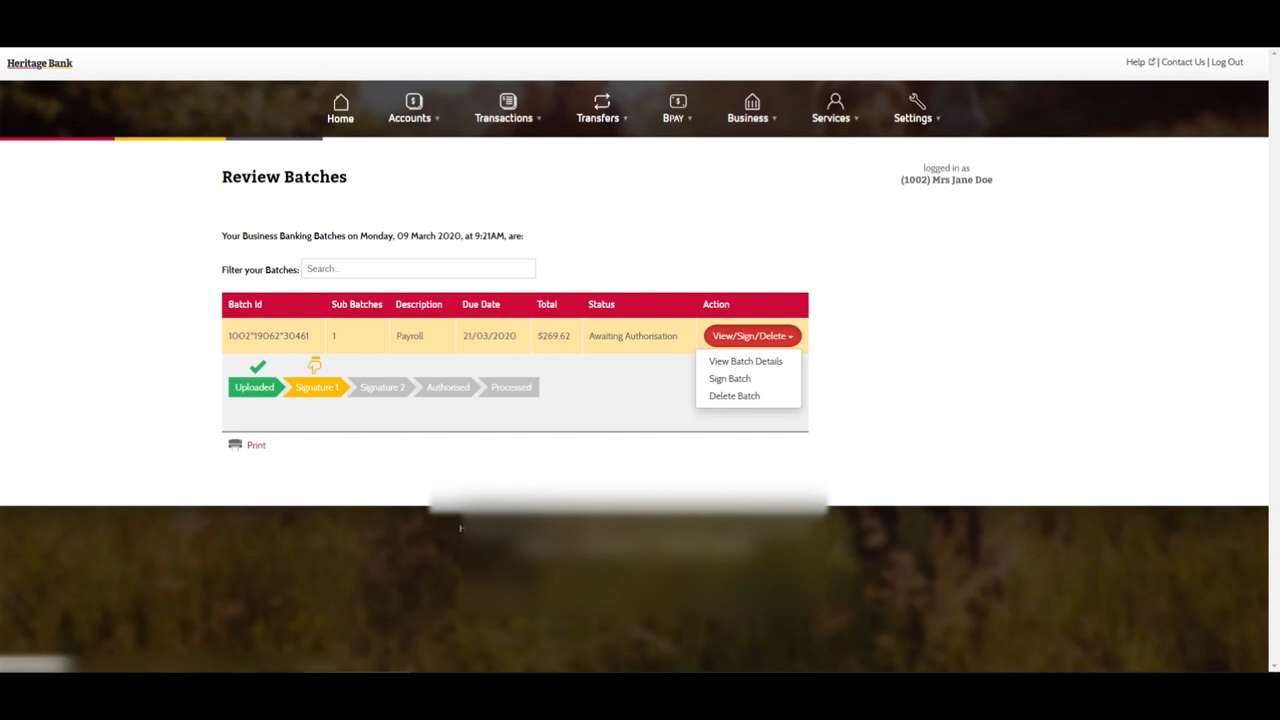 Heritage Bank
Help | Contact Us | Log Out
Home Accounts Transactions Transfers BPAY Business Services Settings
Review Batches
logged in as
(1002) Mrs Jane Doe
Your Business Banking Batches on Monday, 09 March 2020, at 9:21AM, are:
Filter your Batches: Search...
Batch Id Sub Batches Description Due Date Total Status Action
1002*19062*30461 1 Payroll 21/03/2020 $269.62 Awaiting Authorisation View/Sign/Delete
View Batch Details
Sign Batch
Delete Batch
Uploaded Signature 1 Signature 2 Authorised Processed
Print